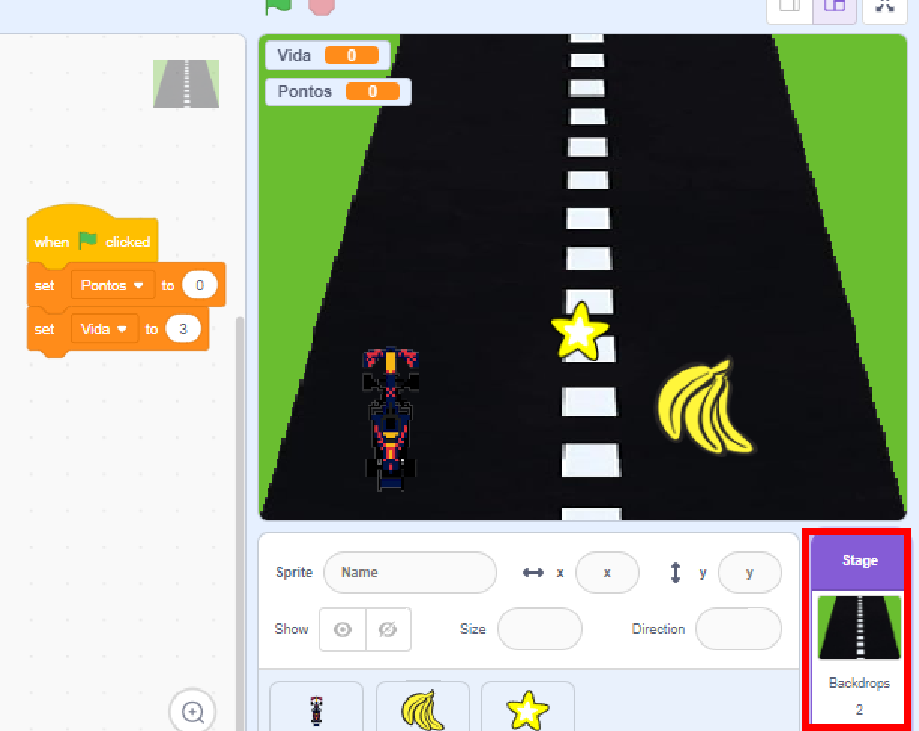 Vida 0
Pontos 0
when clicked
set Pontos to 0
set Vida to 3
Sprite Name x x y y
Show Size Direction
Stage
Backdrops
2